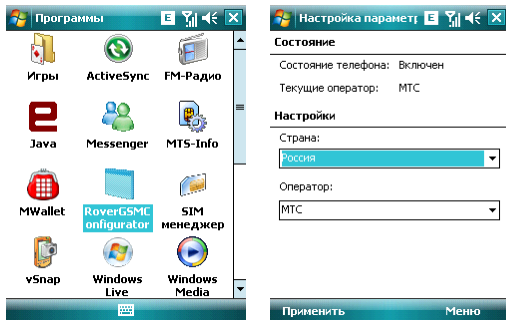 Программы
E
Игры
ActiveSync
FM-Радио
Java
Messenger
MTS-Info
MWallet
RoverGSMC
onfigurator
SIM
менеджер
vSnap
Windows
Live
Windows
Media
Настройка параметр
E
Состояние
Состояние телефона: Включен
Текущие оператор: МТС
Настройки
Страна:
Россия
Оператор:
МТС
Применить
Меню